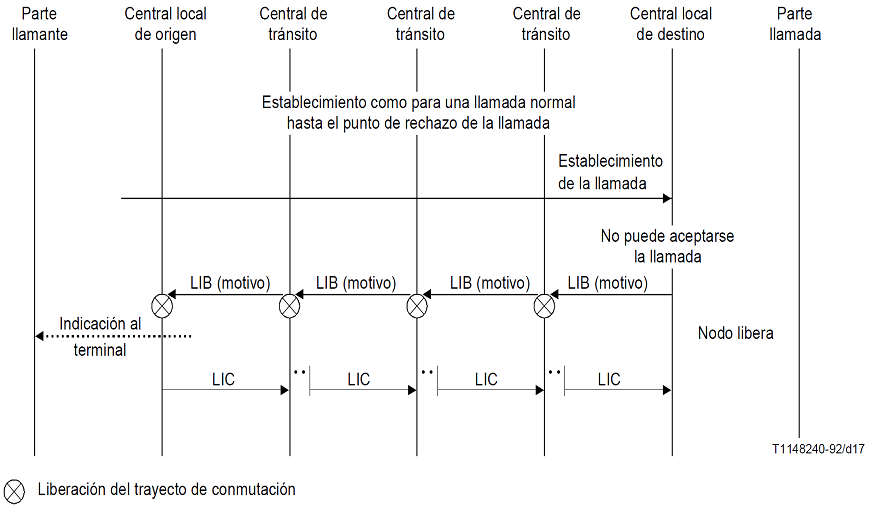 Parte
llamante
Central local
de origen
Central de
tránsito
Central de
tránsito
Central de
tránsito
Central local
de destino
Parte
llamada
Establecimiento como para una llamada normal
hasta el punto de rechazo de la llamada
Establecimiento
de la llamada
No puede aceptarse
la llamada
LIB (motivo)
LIB (motivo)
LIB (motivo)
LIB (motivo)
Indicación al
terminal
Nodo libera
LIC
LIC
LIC
LIC
T1148240-92/d17
Liberación del trayecto de conmutación